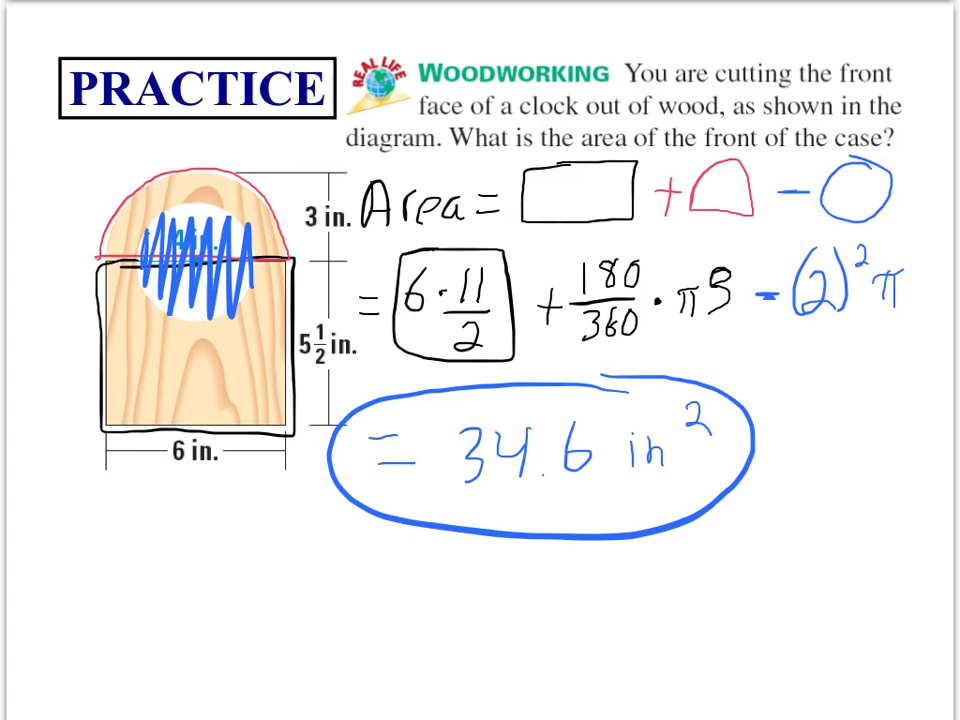 PRACTICE
REAL LIFE
WOODWORKING You are cutting the front
face of a clock out of wood, as shown in the
diagram. What is the area of the front of the case?
3 in.
Area = + -
= 6 · 11/2 + 180/360 · π 9 - (2)² π
5 1/2 in.
6 in.
= 34.6 in²